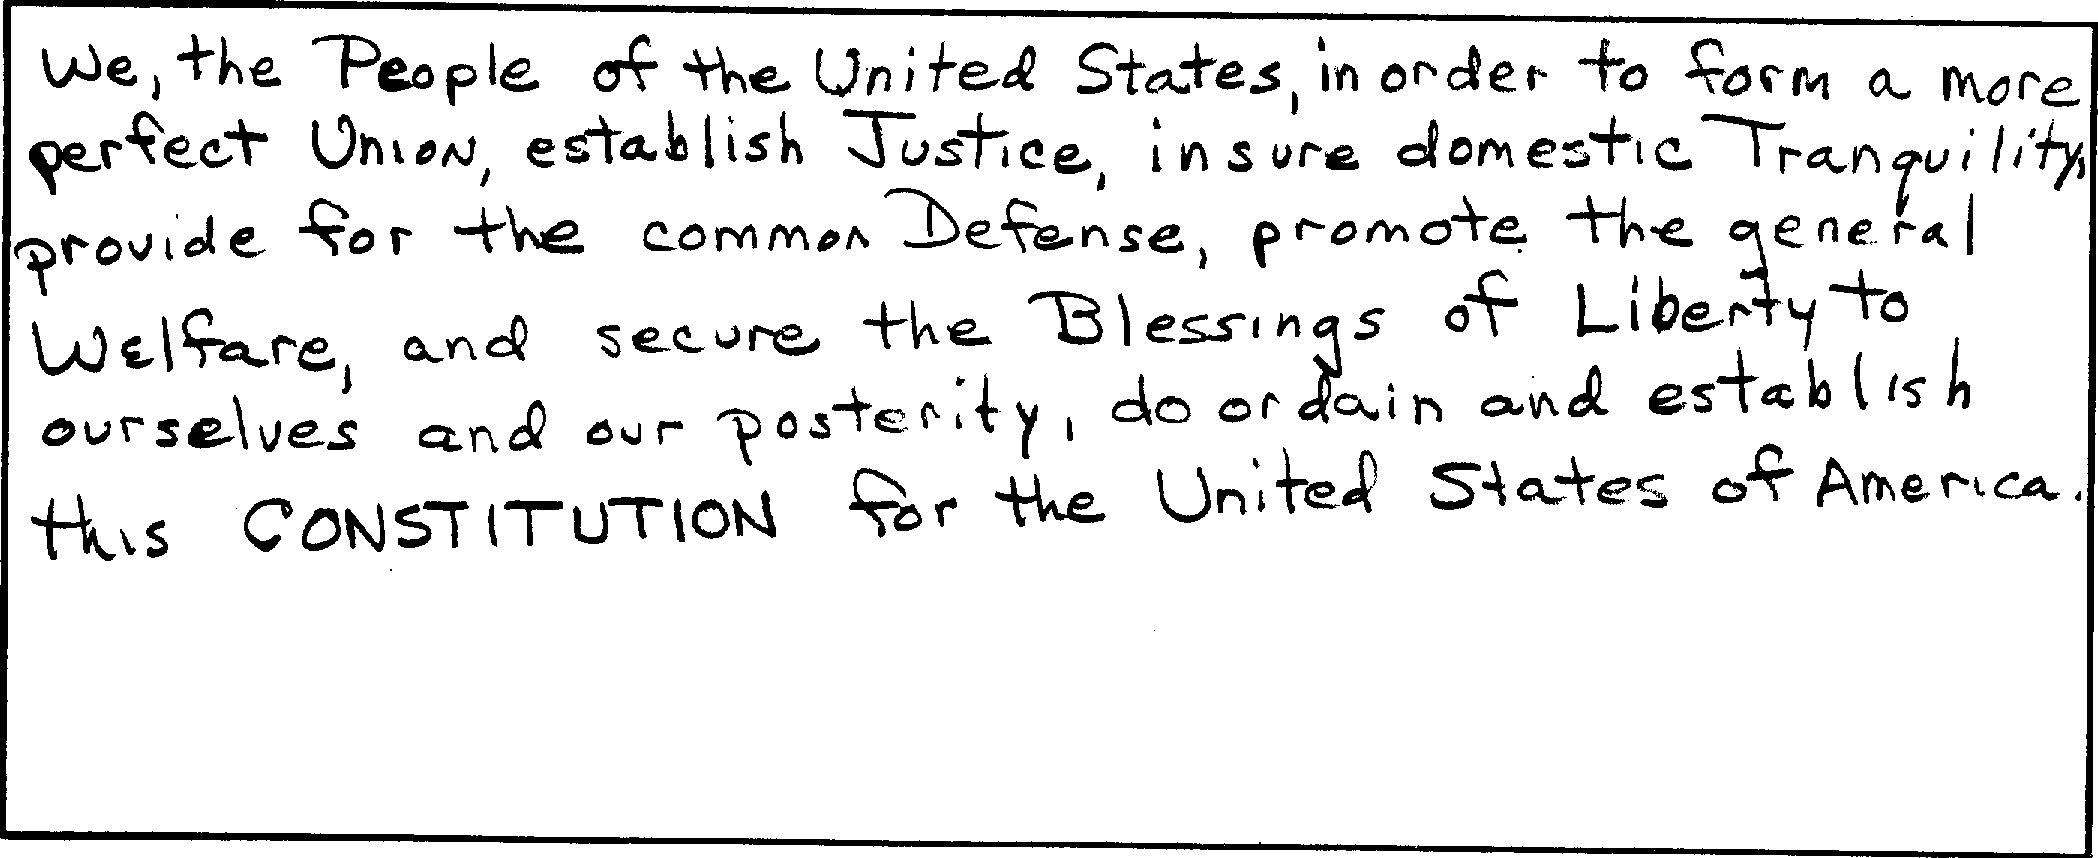 We, the People of the United States, in order to form a more
perfect Union, establish Justice, insure domestic Tranquility,
provide for the common Defense, promote the general
Welfare, and secure the Blessings of Liberty to
ourselves and our posterity, do ordain and establish
this CONSTITUTION for the United States of America.